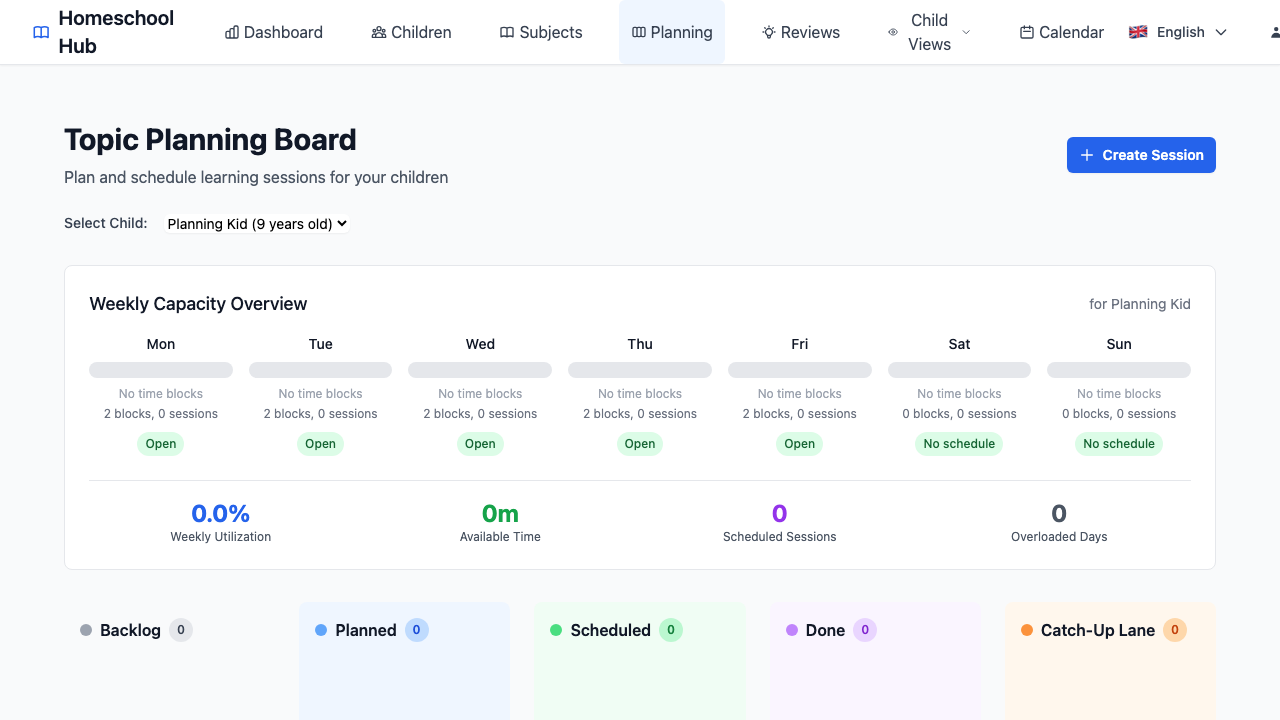 Homeschool
Hub
Dashboard
Children
Subjects
Planning
Reviews
Child
Views
Calendar
English
Topic Planning Board
Plan and schedule learning sessions for your children
Create Session
Select Child:
Planning Kid (9 years old)
Weekly Capacity Overview
for Planning Kid
Mon Tue Wed Thu Fri Sat Sun
No time blocks No time blocks No time blocks No time blocks No time blocks No time blocks No time blocks
2 blocks, 0 sessions 2 blocks, 0 sessions 2 blocks, 0 sessions 2 blocks, 0 sessions 2 blocks, 0 sessions 0 blocks, 0 sessions 0 blocks, 0 sessions
Open Open Open Open Open No schedule No schedule
0.0% 0m 0 0
Weekly Utilization Available Time Scheduled Sessions Overloaded Days
Backlog 0
Planned 0
Scheduled 0
Done 0
Catch-Up Lane 0